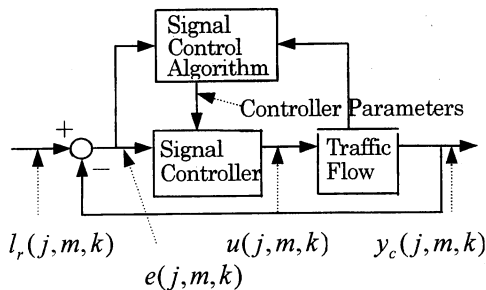 Signal
Control
Algorithm
Controller Parameters
+
−
Signal
Controller
Traffic
Flow
l_r(j,m,k)
e(j,m,k)
u(j,m,k)
y_c(j,m,k)